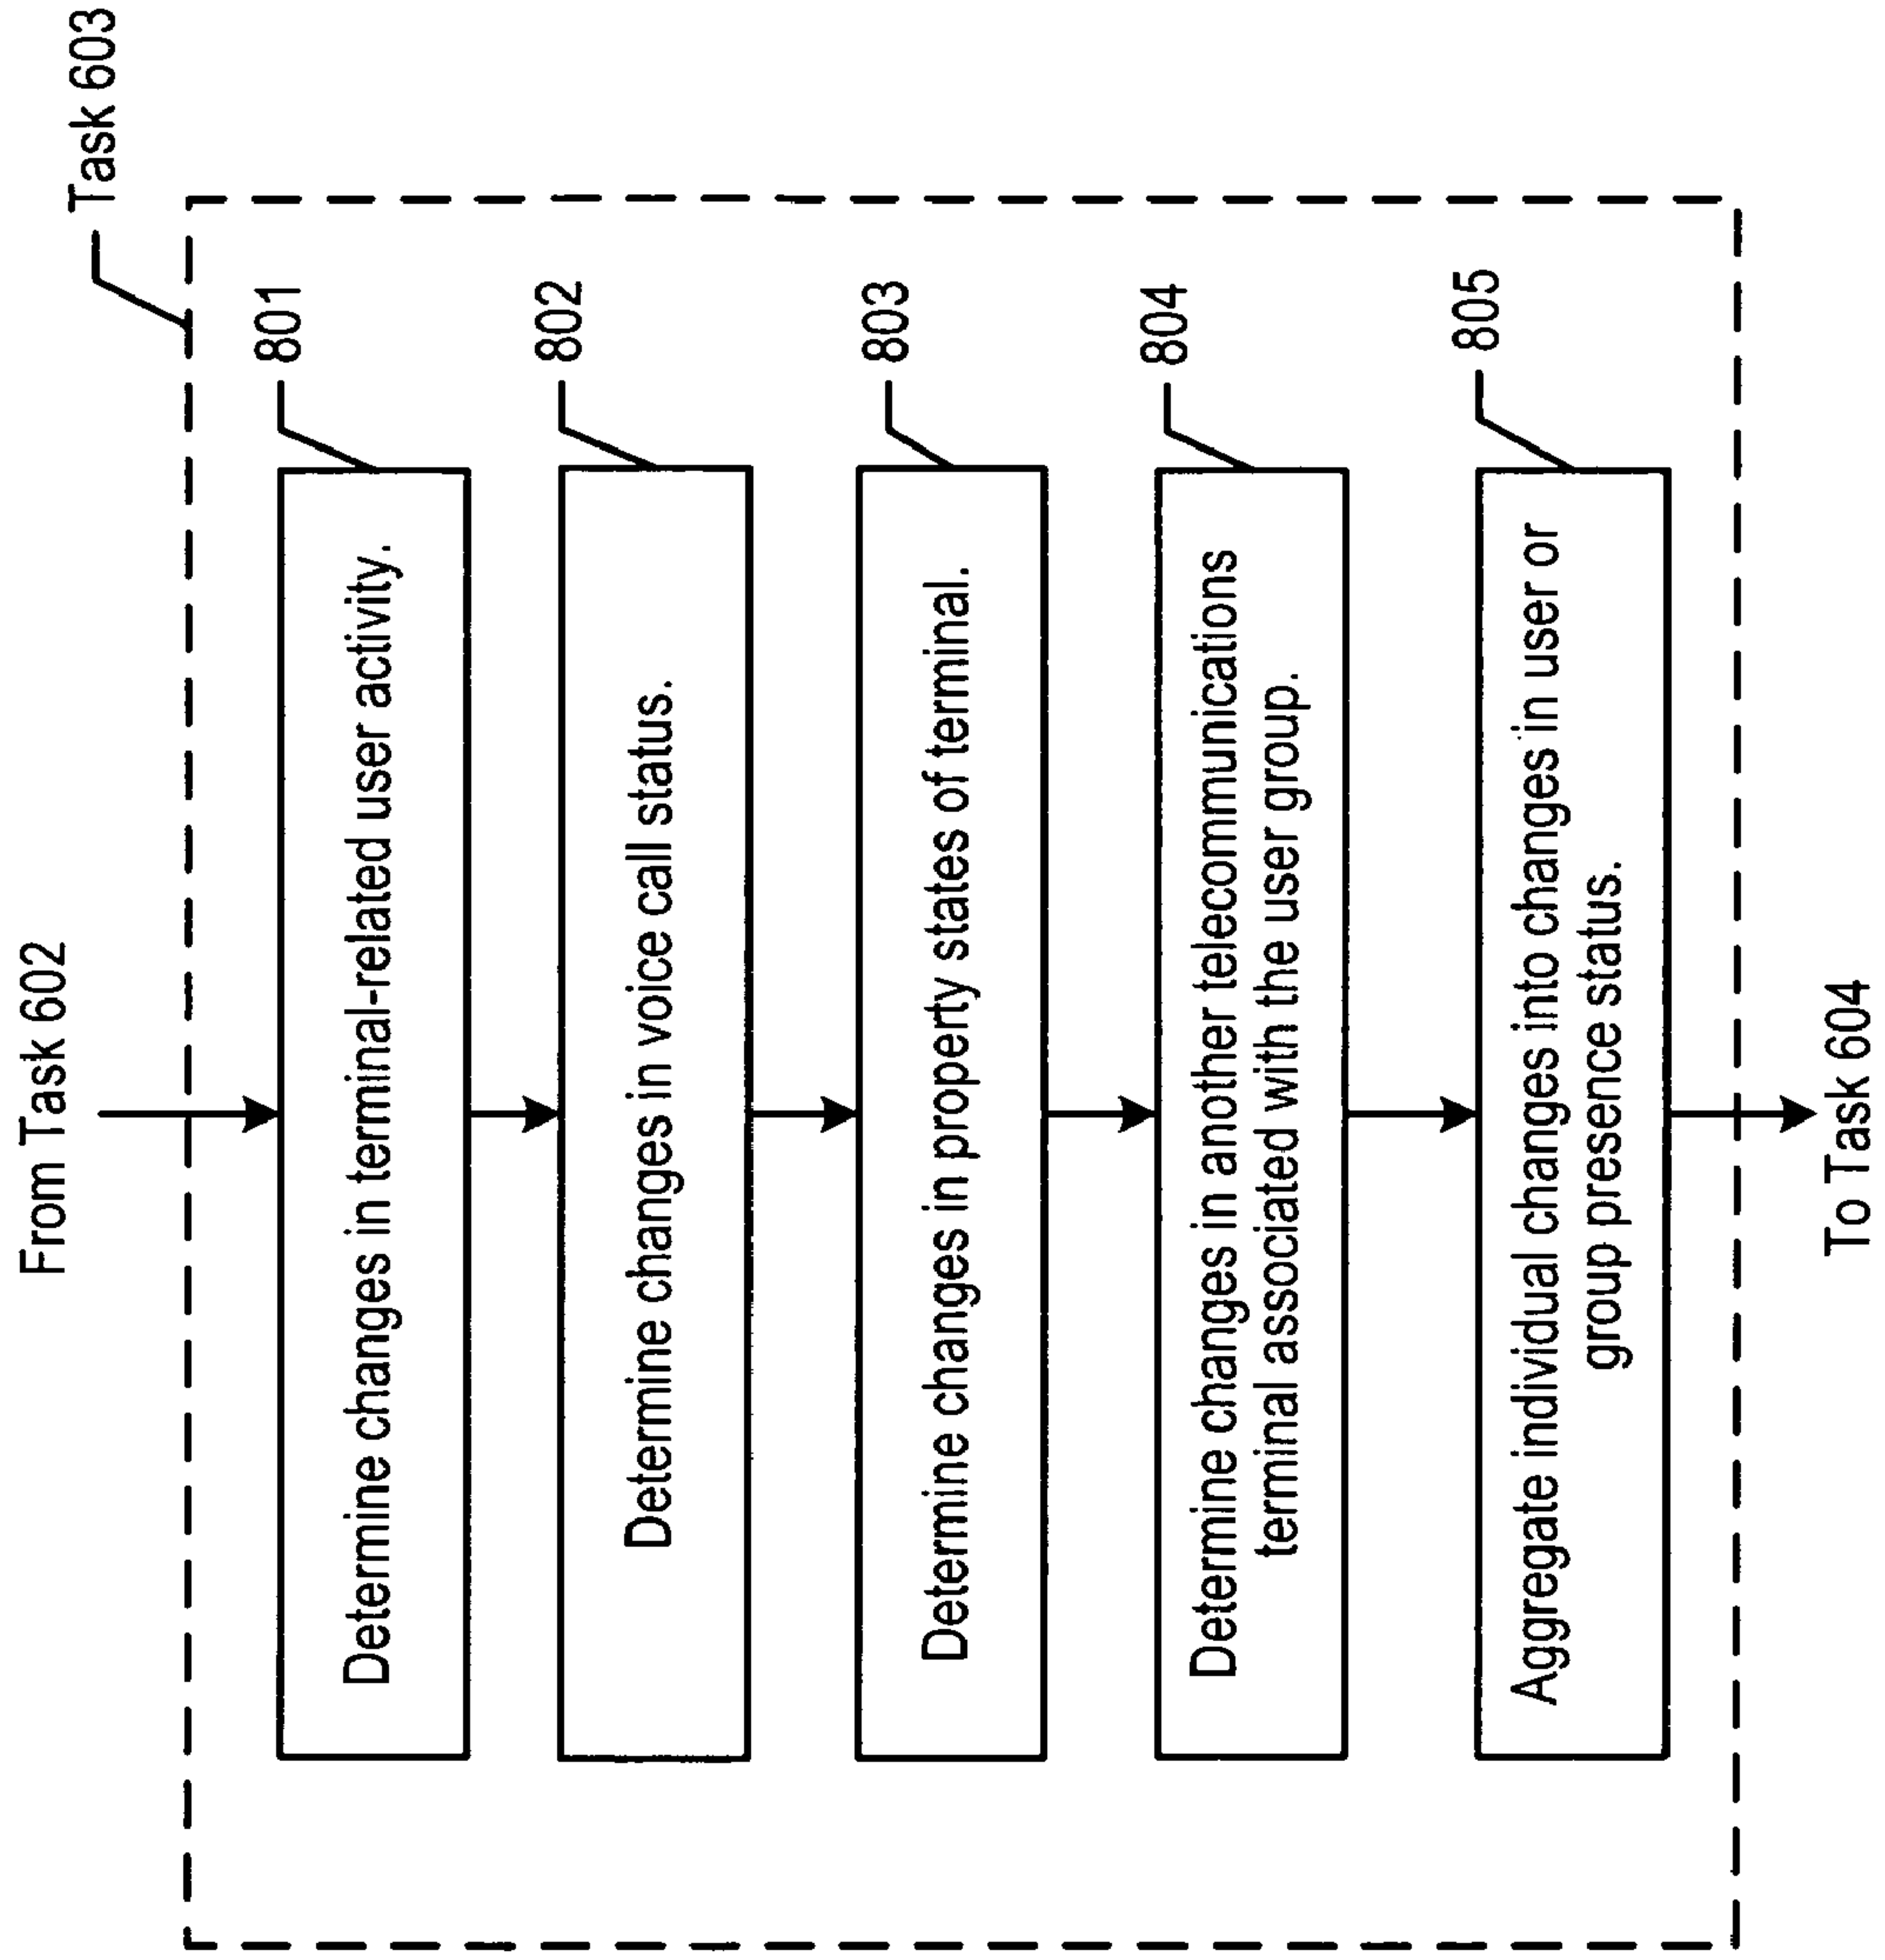 From Task 602
Task 603
801
Determine changes in terminal-related user activity.
802
Determine changes in voice call status.
803
Determine changes in property states of terminal.
804
Determine changes in another telecommunications
terminal associated with the user group.
805
Aggregate individual changes into changes in user or
group presence status.
To Task 604